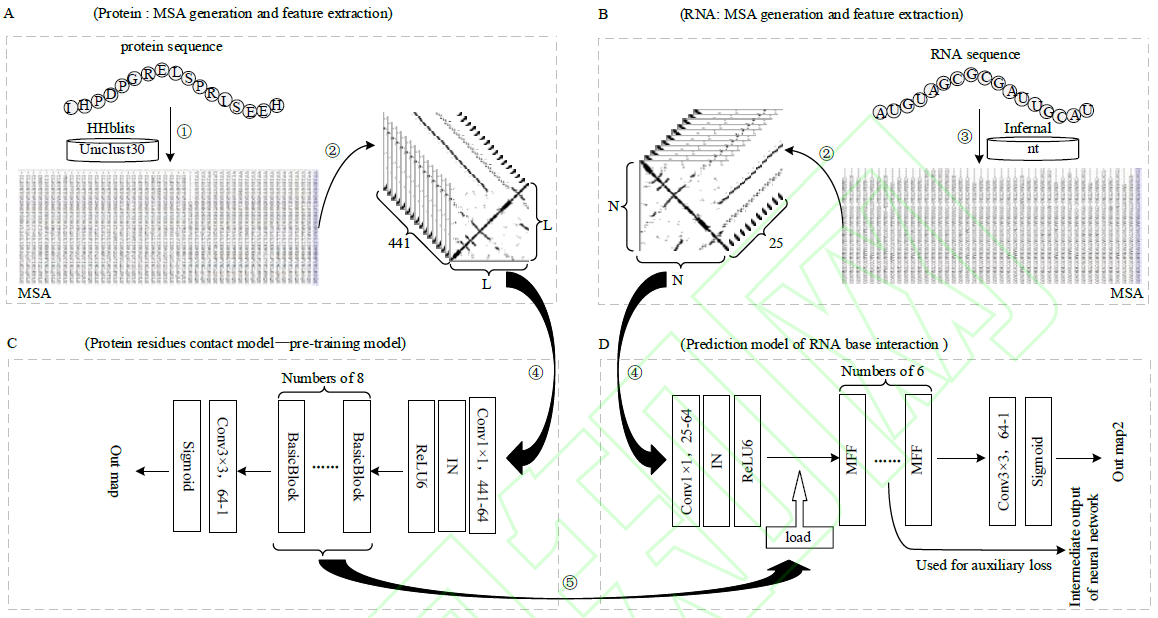 A (Protein : MSA generation and feature extraction)
protein sequence
IHPDPGRELSPRISEEH
HHblits
Uniclust30
①
②
441
L
L
MSA
B (RNA: MSA generation and feature extraction)
RNA sequence
AUGUAGCGCGAUUGCAU
③
Infernal
nt
②
N
N
25
MSA
C (Protein residues contact model—pre-training model)
④
Numbers of 8
Out map
Sigmoid
Conv3×3, 64-1
BasicBlock
......
BasicBlock
ReLU6
IN
Conv1×1, 441-64
⑤
D (Prediction model of RNA base interaction )
④
Numbers of 6
Conv1×1, 25-64
IN
ReLU6
load
MFF
......
MFF
Conv3×3, 64-1
Sigmoid
Out map2
Used for auxiliary loss
Intermediate output
of neural network